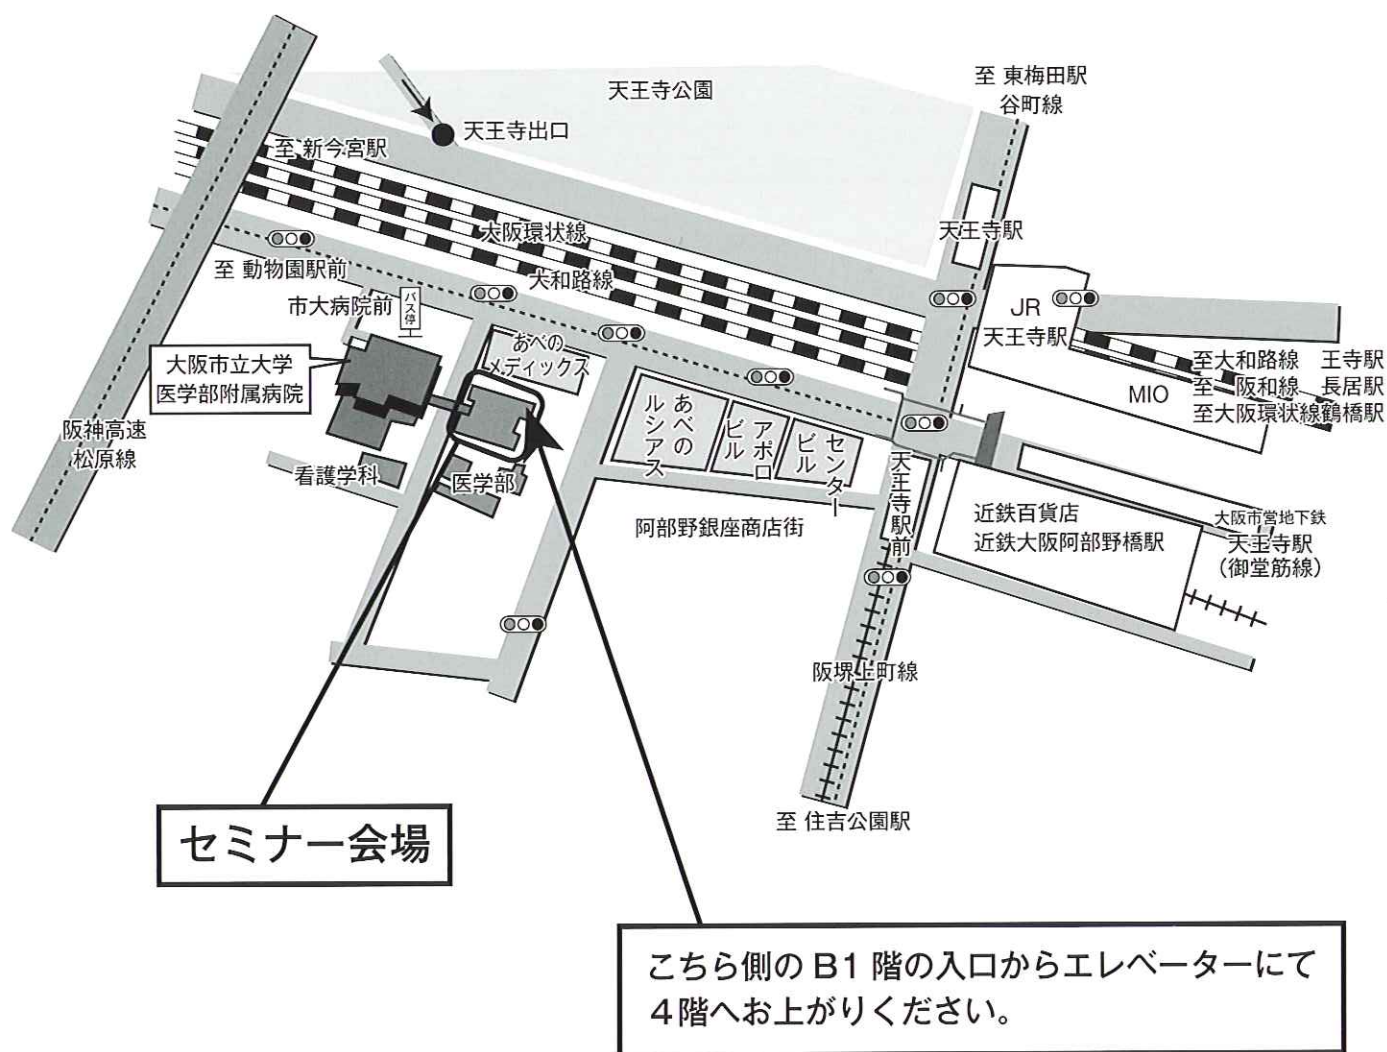 至 東梅田駅
谷町線
天王寺公園
天王寺出口
至 新今宮駅
天王寺駅
大阪環状線
至 動物園駅前
大和路線
市大病院前
バス停
JR
天王寺駅
至大和路線 王寺駅
至 阪和線 長居駅
至大阪環状線鶴橋駅
MIO
あべの
メディックス
大阪市立大学
医学部附属病院
阪神高速
松原線
あべの
ルシアス
アポロ
ビル
センター
ビル
看護学科
医学部
天王寺駅前
阿部野銀座商店街
近鉄百貨店
近鉄大阪阿部野橋駅
大阪市営地下鉄
天王寺駅
(御堂筋線)
阪堺上町線
至 住吉公園駅
セミナー会場
こちら側の B1 階の入口からエレベーターにて
4階へお上がりください。